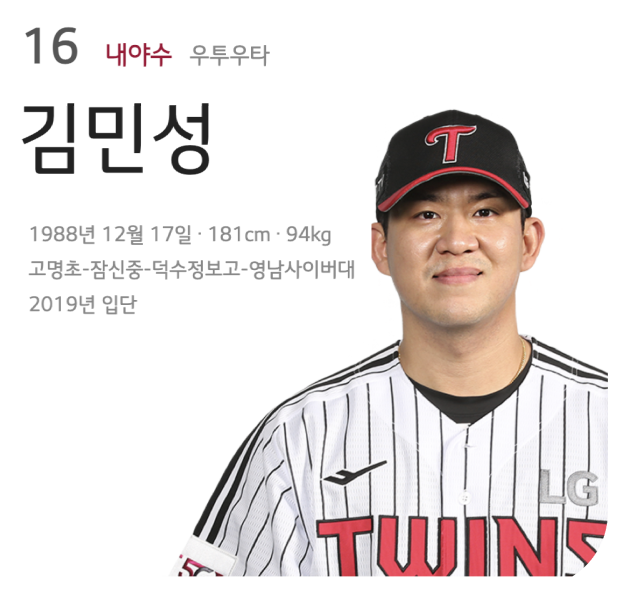 16 내야수 우투우타
김민성
1988년 12월 17일 · 181cm · 94kg
고명초-잠신중-덕수정보고-영남사이버대
2019년 입단
T
LG
TWINS